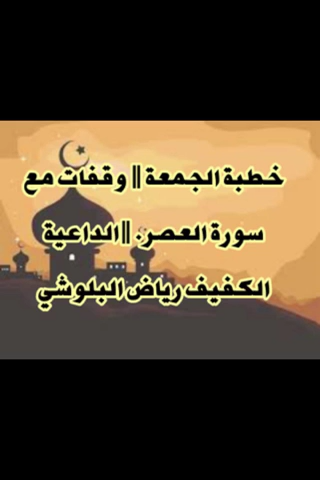 خطبة الجمعة || وقفات مع
سورة العصر. || الداعية
الكفيف رياض البلوشي